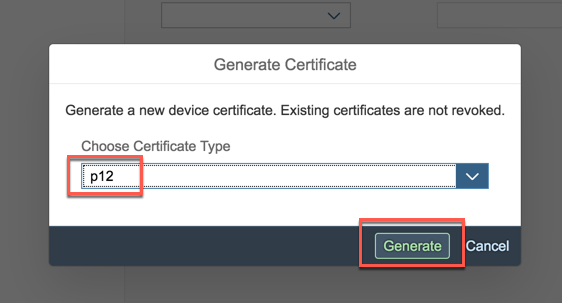 Generate Certificate
Generate a new device certificate. Existing certificates are not revoked.
Choose Certificate Type
p12
Generate Cancel